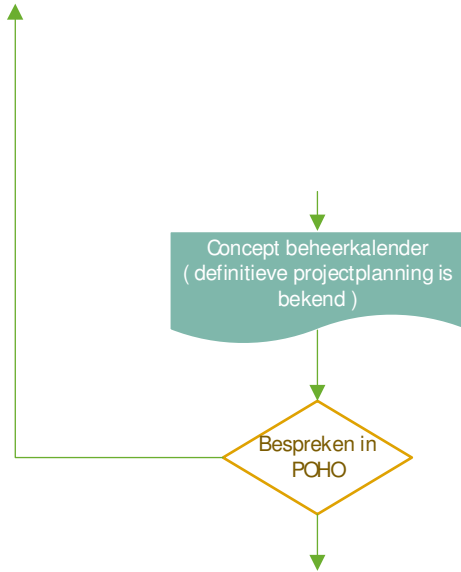 Concept beheerkalender
( definitieve projectplanning is
bekend )
Bespreken in
POHO